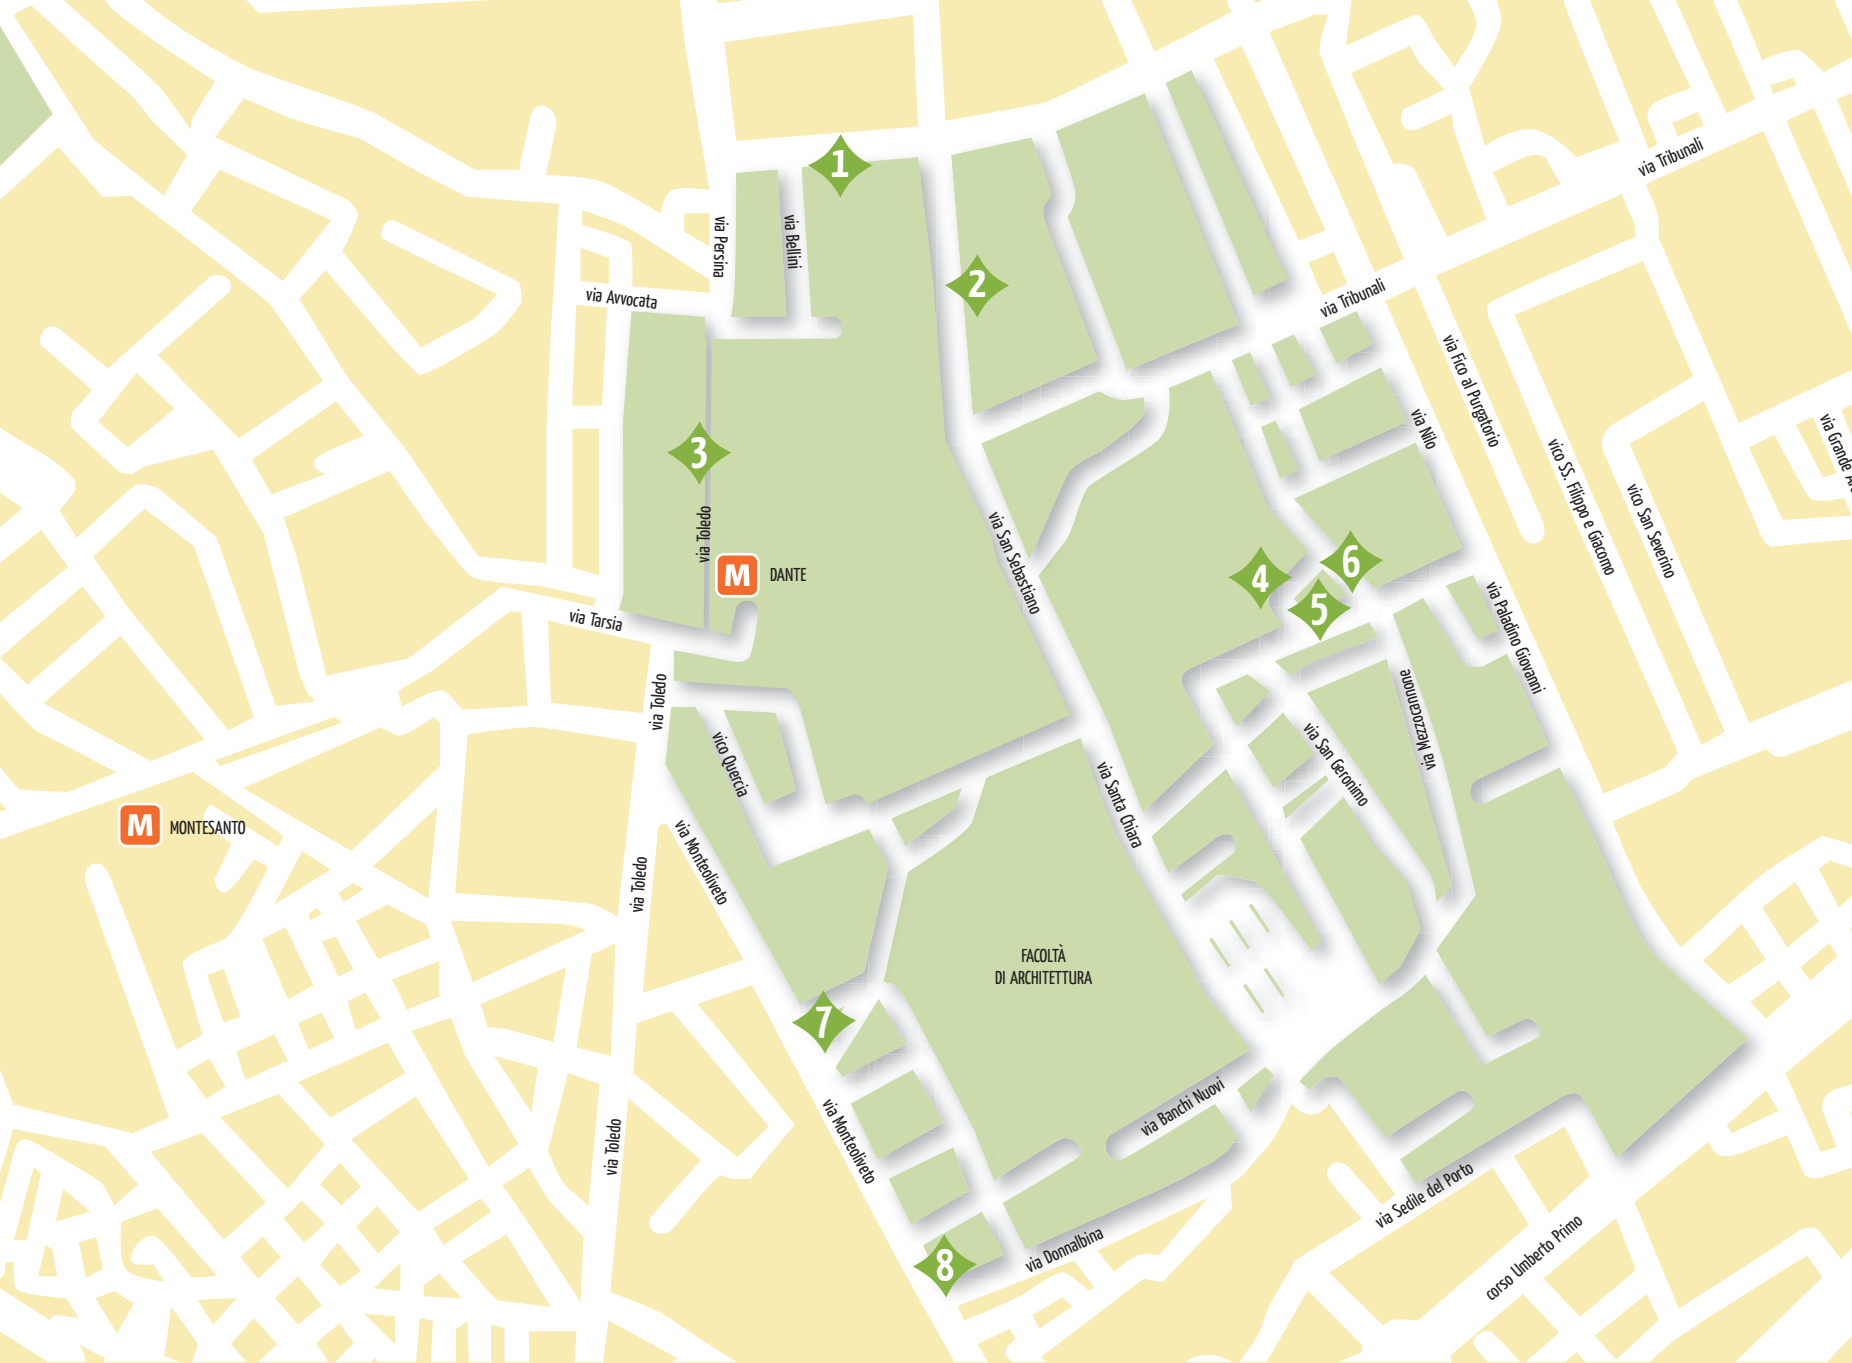 via Tribunali
1
via Persina
via Bellini
2
via Avvocata
via Tribunali
via Fico al Purgatorio
via Nilo
3
via Grande
vico SS. Filippo e Giacomo
vico San Severino
via Toledo
via San Sebastiano
M
DANTE
4
6
5
via Tarsia
via Paladino Giovanni
via Toledo
via Mezzocannone
vico Quercia
via San Geronimo
via Santa Chiara
M
MONTESANTO
via Monteoliveto
via Toledo
FACOLTÀ
DI ARCHITETTURA
7
via Monteoliveto
via Banchi Nuovi
via Toledo
via Sedile del Porto
8
via Donnalbina
corso Umberto Primo